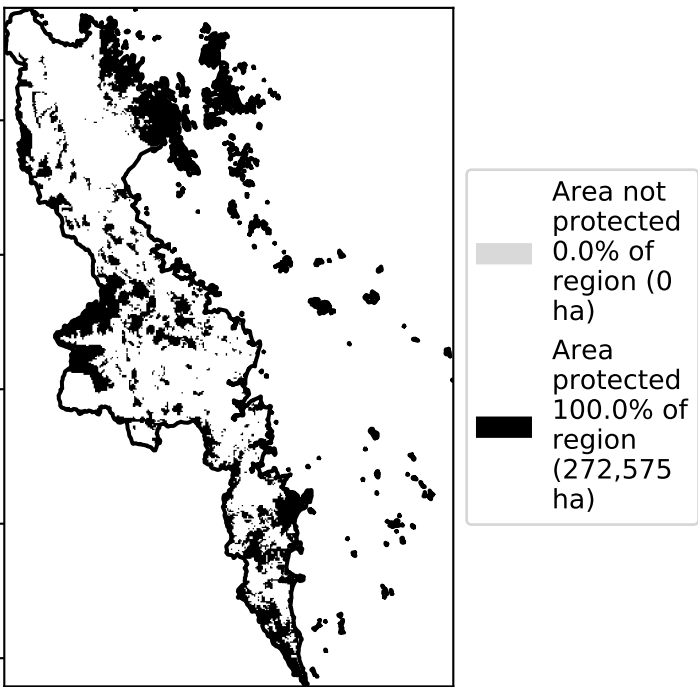 Area not
protected
0.0% of
region (0
ha)
Area
protected
100.0% of
region
(272,575
ha)